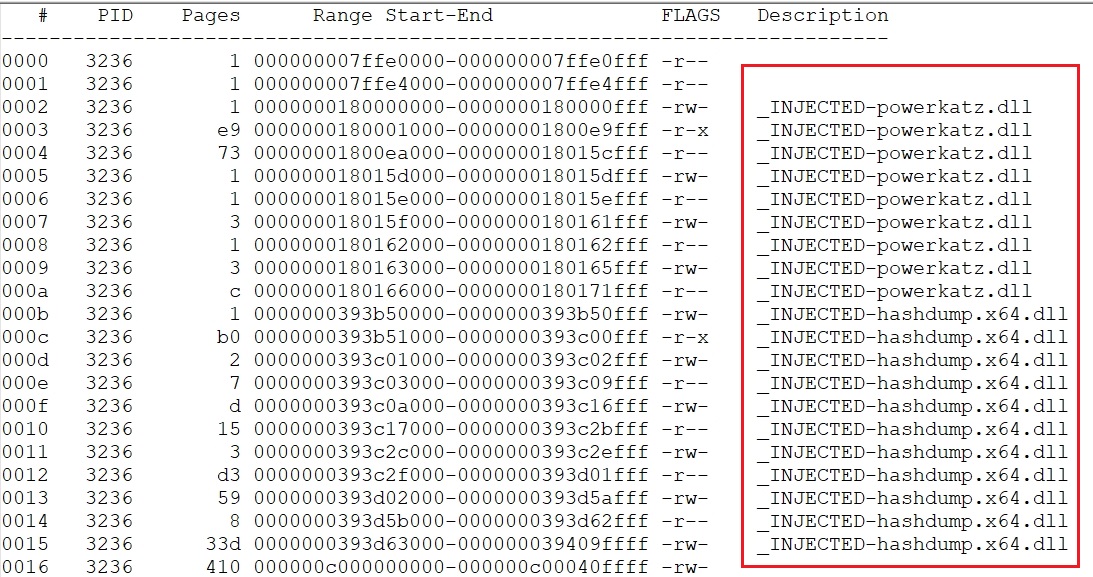 # PID Pages Range Start-End FLAGS Description
--------------------------------------------------------------------------
0000 3236 1 000000007ffe0000-000000007ffe0fff -r--
0001 3236 1 000000007ffe4000-000000007ffe4fff -r--
0002 3236 1 0000000180000000-0000000180000fff -rw- _INJECTED-powerkatz.dll
0003 3236 e9 0000000180001000-00000001800e9fff -r-x _INJECTED-powerkatz.dll
0004 3236 73 00000001800ea000-000000018015cfff -r-- _INJECTED-powerkatz.dll
0005 3236 1 000000018015d000-000000018015dfff -rw- _INJECTED-powerkatz.dll
0006 3236 1 000000018015e000-000000018015efff -r-- _INJECTED-powerkatz.dll
0007 3236 3 000000018015f000-0000000180161fff -rw- _INJECTED-powerkatz.dll
0008 3236 1 0000000180162000-0000000180162fff -r-- _INJECTED-powerkatz.dll
0009 3236 3 0000000180163000-0000000180165fff -rw- _INJECTED-powerkatz.dll
000a 3236 c 0000000180166000-0000000180171fff -r-- _INJECTED-powerkatz.dll
000b 3236 1 0000000393b50000-0000000393b50fff -rw- _INJECTED-hashdump.x64.dll
000c 3236 b0 0000000393b51000-0000000393c00fff -r-x _INJECTED-hashdump.x64.dll
000d 3236 2 0000000393c01000-0000000393c02fff -rw- _INJECTED-hashdump.x64.dll
000e 3236 7 0000000393c03000-0000000393c09fff -r-- _INJECTED-hashdump.x64.dll
000f 3236 d 0000000393c0a000-0000000393c16fff -rw- _INJECTED-hashdump.x64.dll
0010 3236 15 0000000393c17000-0000000393c2bfff -r-- _INJECTED-hashdump.x64.dll
0011 3236 3 0000000393c2c000-0000000393c2efff -rw- _INJECTED-hashdump.x64.dll
0012 3236 d3 0000000393c2f000-0000000393d01fff -r-- _INJECTED-hashdump.x64.dll
0013 3236 59 0000000393d02000-0000000393d5afff -rw- _INJECTED-hashdump.x64.dll
0014 3236 8 0000000393d5b000-0000000393d62fff -r-- _INJECTED-hashdump.x64.dll
0015 3236 33d 0000000393d63000-000000039409ffff -rw- _INJECTED-hashdump.x64.dll
0016 3236 410 000000c000000000-000000c00040ffff -rw-